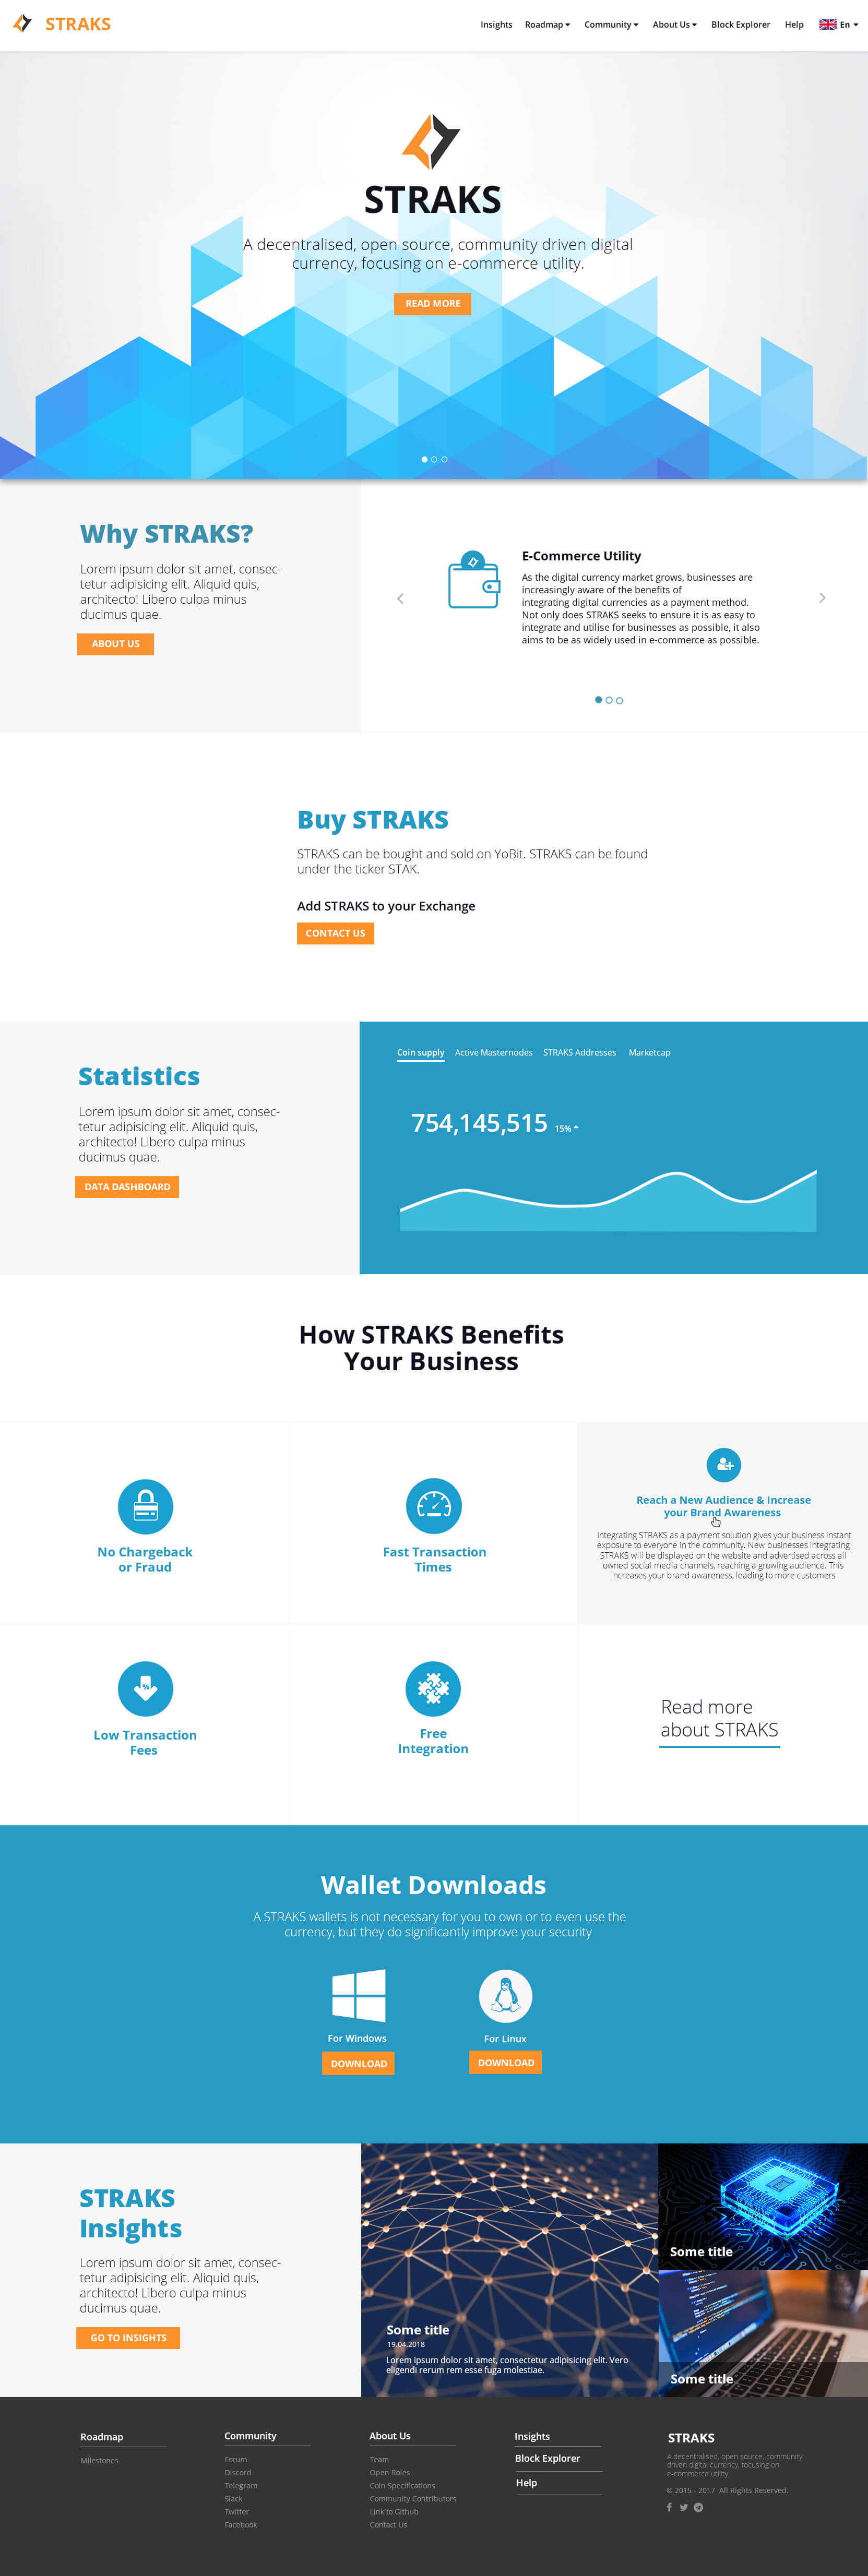 STRAKS
Insights
Roadmap
Community
About Us
Block Explorer
Help
En
STRAKS
A decentralised, open source, community driven digital
currency, focusing on e-commerce utility.
READ MORE
Why STRAKS?
Lorem ipsum dolor sit amet, consec-
tetur adipisicing elit. Aliquid quis,
architecto! Libero culpa minus
ducimus quae.
ABOUT US
E-Commerce Utility
As the digital currency market grows, businesses are
increasingly aware of the benefits of
integrating digital currencies as a payment method.
Not only does STRAKS seeks to ensure it is as easy to
integrate and utilise for businesses as possible, it also
aims to be as widely used in e-commerce as possible.
Buy STRAKS
STRAKS can be bought and sold on YoBit. STRAKS can be found
under the ticker STAK.
Add STRAKS to your Exchange
CONTACT US
Statistics
Lorem ipsum dolor sit amet, consec-
tetur adipisicing elit. Aliquid quis,
architecto! Libero culpa minus
ducimus quae.
DATA DASHBOARD
Coin supply
Active Masternodes
STRAKS Addresses
Marketcap
754,145,515 15%
How STRAKS Benefits
Your Business
No Chargeback
or Fraud
Fast Transaction
Times
Reach a New Audience & Increase
your Brand Awareness
Integrating STRAKS as a payment solution gives your business instant
exposure to everyone in the community. New businesses integrating
STRAKS will be displayed on the website and advertised across all
owned social media channels, reaching a growing audience. This
increases your brand awareness, leading to more customers
%
Low Transaction
Fees
Free
Integration
Read more
about STRAKS
Wallet Downloads
A STRAKS wallets is not necessary for you to own or to even use the
currency, but they do significantly improve your security
For Windows
DOWNLOAD
For Linux
DOWNLOAD
STRAKS
Insights
Lorem ipsum dolor sit amet, consec-
tetur adipisicing elit. Aliquid quis,
architecto! Libero culpa minus
ducimus quae.
GO TO INSIGHTS
Some title
19.04.2018
Lorem ipsum dolor sit amet, consectetur adipisicing elit. Vero
eligendi rerum rem esse fuga molestiae.
Some title
Some title
Roadmap
Milestones
Community
Forum
Discord
Telegram
Slack
Twitter
Facebook
About Us
Team
Open Roles
Coin Specifications
Community Contributors
Link to Github
Contact Us
Insights
Block Explorer
Help
STRAKS
A decentralised, open source, community
driven digital currency, focusing on
e-commerce utility.
© 2015 - 2017 All Rights Reserved.